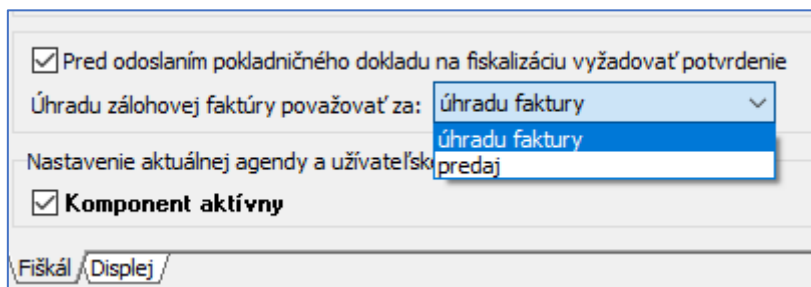 Pred odoslaním pokladničného dokladu na fiskalizáciu vyžadovať potvrdenie
Úhradu zálohovej faktúry považovať za: úhradu faktury
úhradu faktury
predaj
Nastavenie aktuálnej agendy a
Komponent aktívny
Fiškál Displej